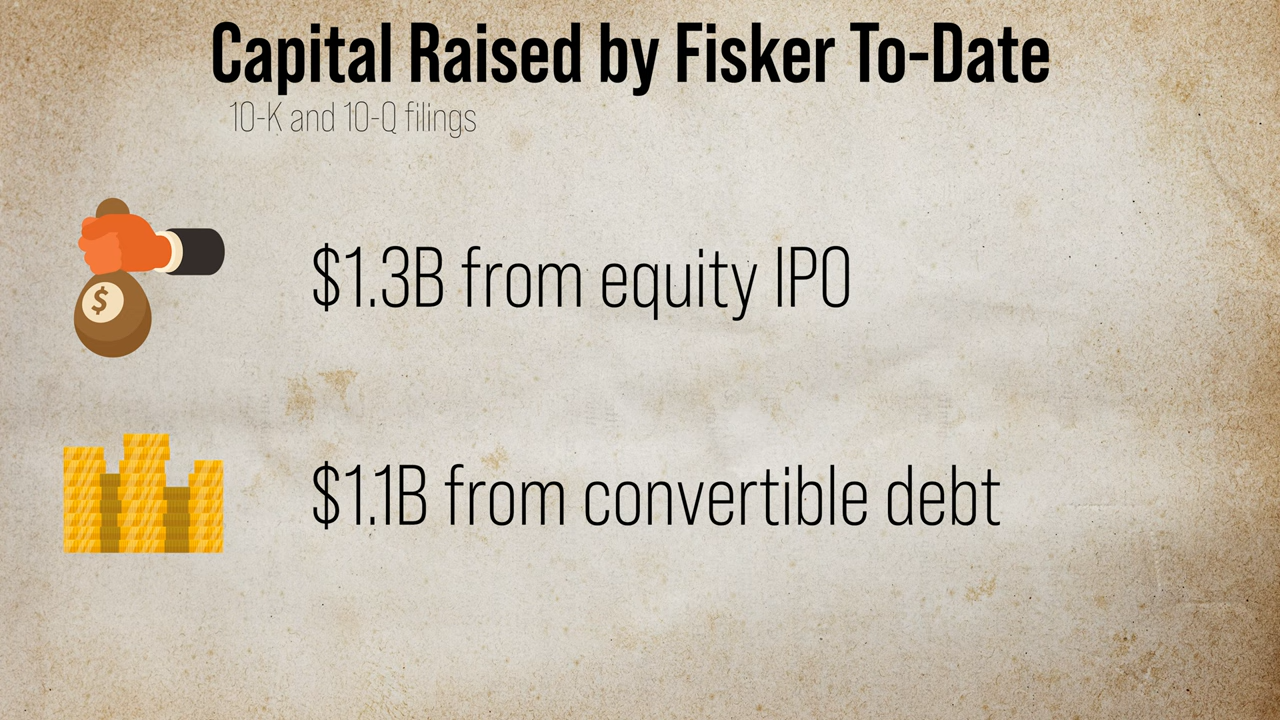 Capital Raised by Fisker To-Date
10-K and 10-Q filings
$1.3B from equity IPO
$
$1.1B from convertible debt